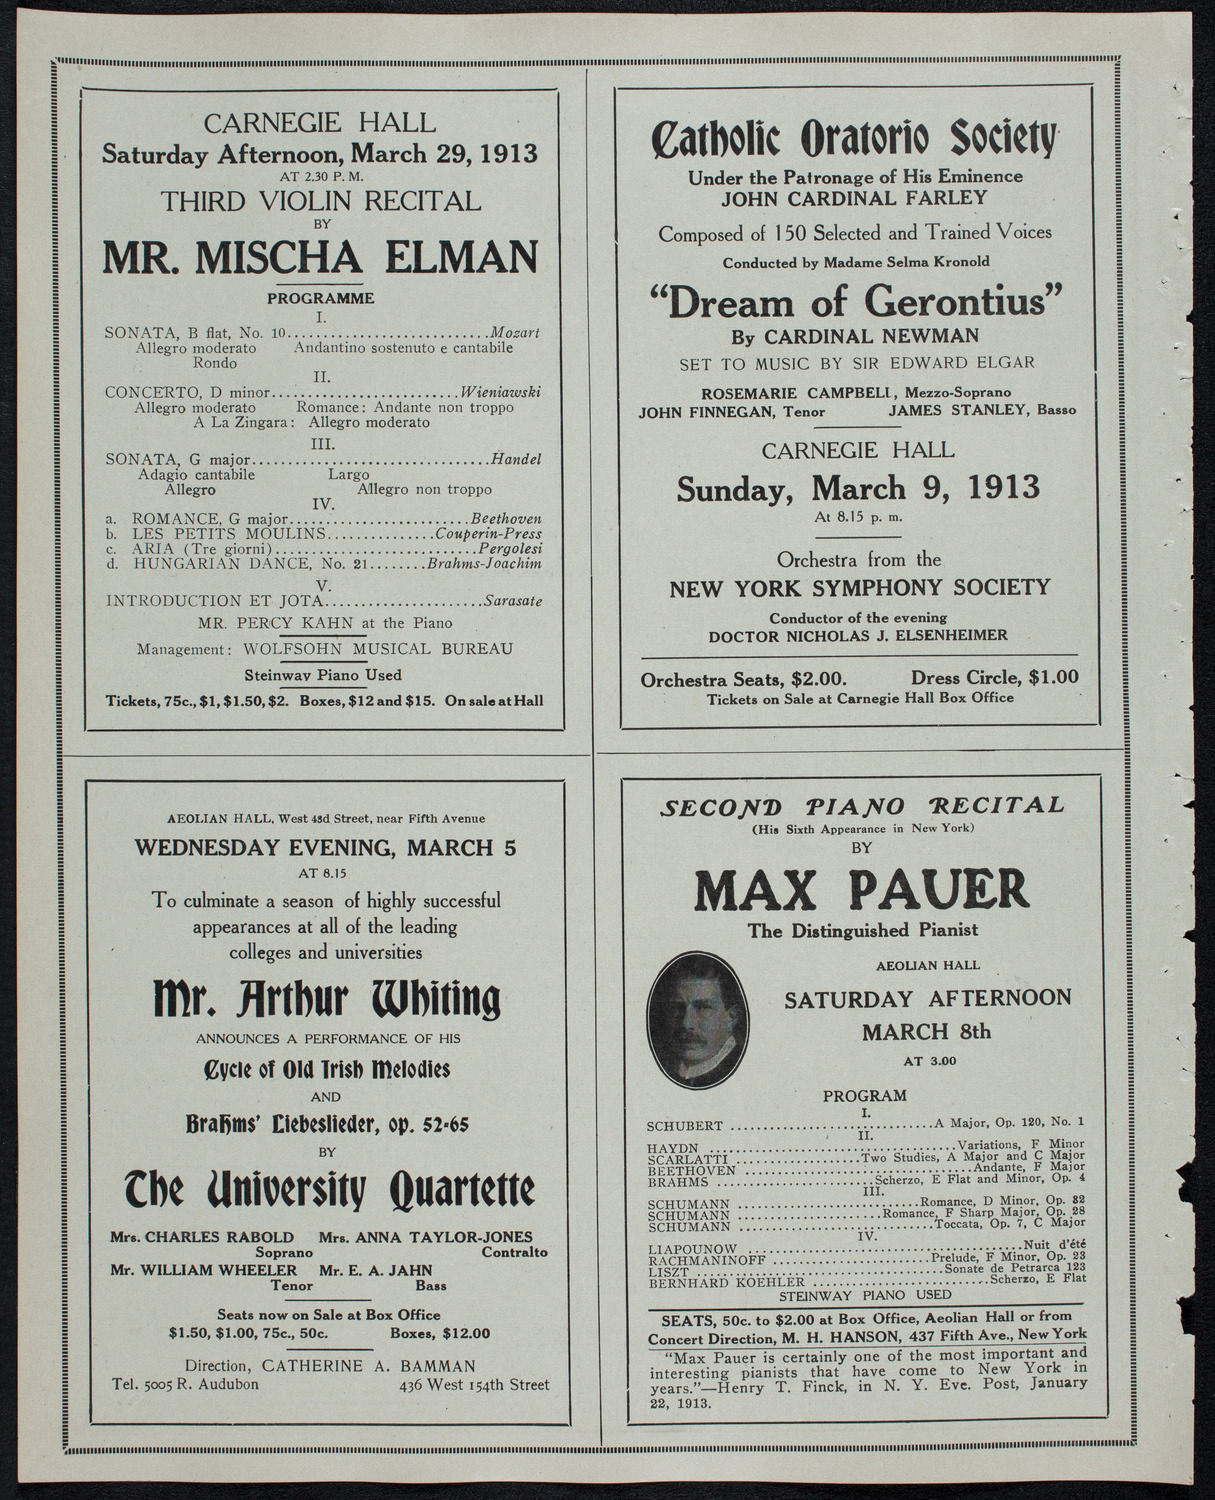 CARNEGIE HALL
Saturday Afternoon, March 29, 1913
AT 2.30 P. M.
THIRD VIOLIN RECITAL
BY
MR. MISCHA ELMAN
PROGRAMME
I.
SONATA, B flat, No. 10..........................Mozart
Allegro moderato Andantino sostenuto e cantabile
Rondo
II.
CONCERTO, D minor..........................Wieniawski
Allegro moderato Romance: Andante non troppo
A La Zingara: Allegro moderato
III.
SONATA, G major................................Handel
Adagio cantabile Largo
Allegro Allegro non troppo
IV.
a. ROMANCE, G major.........................Beethoven
b. LES PETITS MOULINS...............Couperin-Press
c. ARIA (Tre giorni)............................Pergolesi
d. HUNGARIAN DANCE, No. 21........Brahms-Joachim
V.
INTRODUCTION ET JOTA......................Sarasate
MR. PERCY KAHN at the Piano
Management: WOLFSOHN MUSICAL BUREAU
Steinway Piano Used
Tickets, 75c., $1, $1.50, $2. Boxes, $12 and $15. On sale at Hall
Catholic Oratorio Society
Under the Patronage of His Eminence
JOHN CARDINAL FARLEY
Composed of 150 Selected and Trained Voices
Conducted by Madame Selma Kronold
"Dream of Gerontius"
By CARDINAL NEWMAN
SET TO MUSIC BY SIR EDWARD ELGAR
ROSEMARIE CAMPBELL, Mezzo-Soprano
JOHN FINNEGAN, Tenor JAMES STANLEY, Basso
CARNEGIE HALL
Sunday, March 9, 1913
At 8.15 p. m.
Orchestra from the
NEW YORK SYMPHONY SOCIETY
Conductor of the evening
DOCTOR NICHOLAS J. ELSENHEIMER
Orchestra Seats, $2.00. Dress Circle, $1.00
Tickets on Sale at Carnegie Hall Box Office
AEOLIAN HALL, West 43d Street, near Fifth Avenue
WEDNESDAY EVENING, MARCH 5
AT 8.15
To culminate a season of highly successful
appearances at all of the leading
colleges and universities
Mr. Arthur Whiting
ANNOUNCES A PERFORMANCE OF HIS
Cycle of Old Irish Melodies
AND
Brahms' Liebeslieder, op. 52-65
BY
The University Quartette
Mrs. CHARLES RABOLD Mrs. ANNA TAYLOR-JONES
Soprano Contralto
Mr. WILLIAM WHEELER Mr. E. A. JAHN
Tenor Bass
Seats now on Sale at Box Office
$1.50, $1.00, 75c., 50c. Boxes, $12.00
Direction, CATHERINE A. BAMMAN
Tel. 5005 R. Audubon 436 West 154th Street
SECOND PIANO RECITAL
(His Sixth Appearance in New York)
BY
MAX PAUER
The Distinguished Pianist
AEOLIAN HALL
SATURDAY AFTERNOON
MARCH 8th
AT 3.00
PROGRAM
I.
SCHUBERT ............................A Major, Op. 120, No. 1
II.
HAYDN ...................................Variations, F Minor
SCARLATTI ..................Two Studies, A Major and C Major
BEETHOVEN .................................Andante, F Major
BRAHMS ......................Scherzo, E Flat and Minor, Op. 4
III.
SCHUMANN .........................Romance, D Minor, Op. 32
SCHUMANN ....................Romance, F Sharp Major, Op. 28
SCHUMANN ...........................Toccata, Op. 7, C Major
IV.
LIAPOUNOW ......................................Nuit d'été
RACHMANINOFF ......................Prelude, F Minor, Op. 23
LISZT ..................................Sonate de Petrarca 123
BERNHARD KOEHLER ........................Scherzo, E Flat
STEINWAY PIANO USED
SEATS, 50c. to $2.00 at Box Office, Aeolian Hall or from
Concert Direction, M. H. HANSON, 437 Fifth Ave., New York
"Max Pauer is certainly one of the most important and
interesting pianists that have come to New York in
years."—Henry T. Finck, in N. Y. Eve. Post, January
22, 1913.